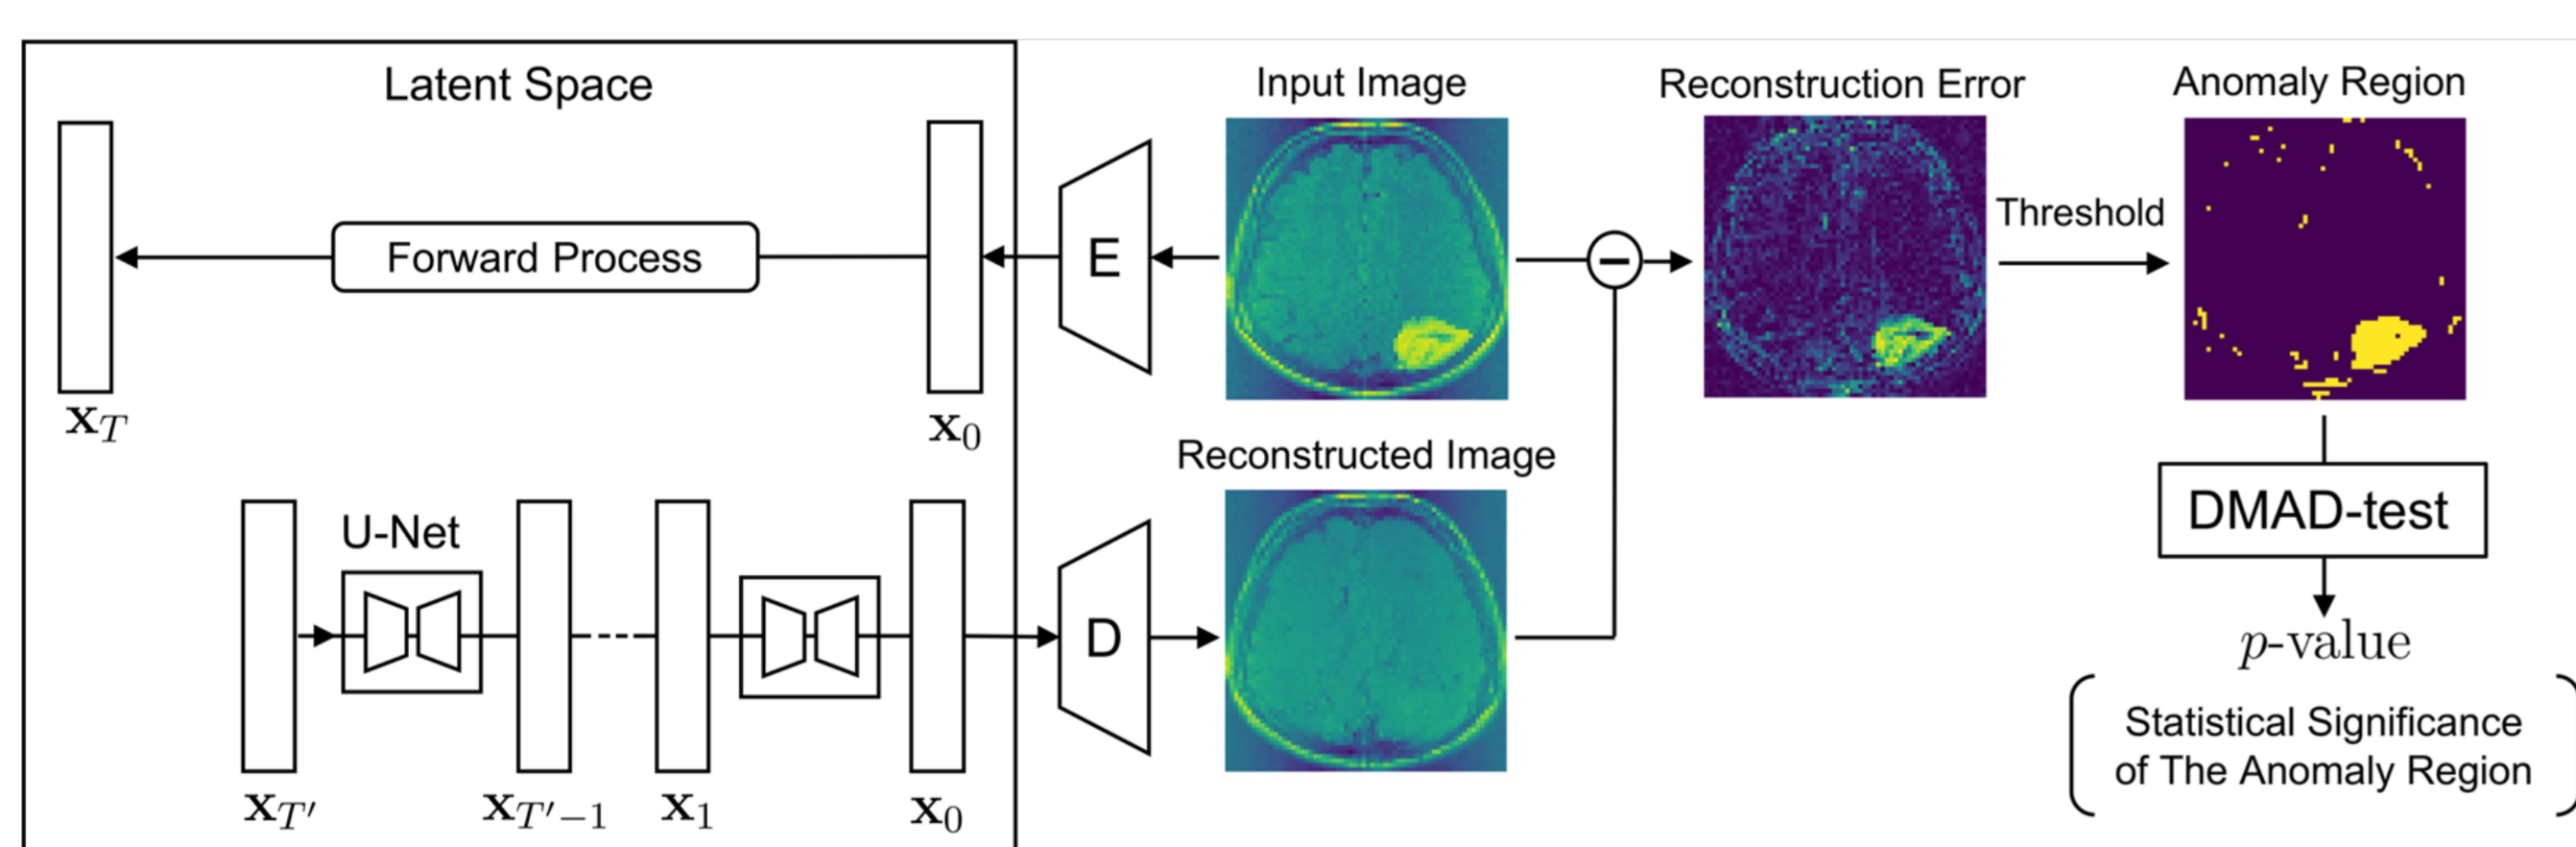 Latent Space
Input Image
Reconstruction Error
Anomaly Region
Forward Process
E
Threshold
x_T
x_0
Reconstructed Image
U-Net
DMAD-test
D
p-value
Statistical Significance
of The Anomaly Region
x_{T'}
x_{T'-1}
x_1
x_0